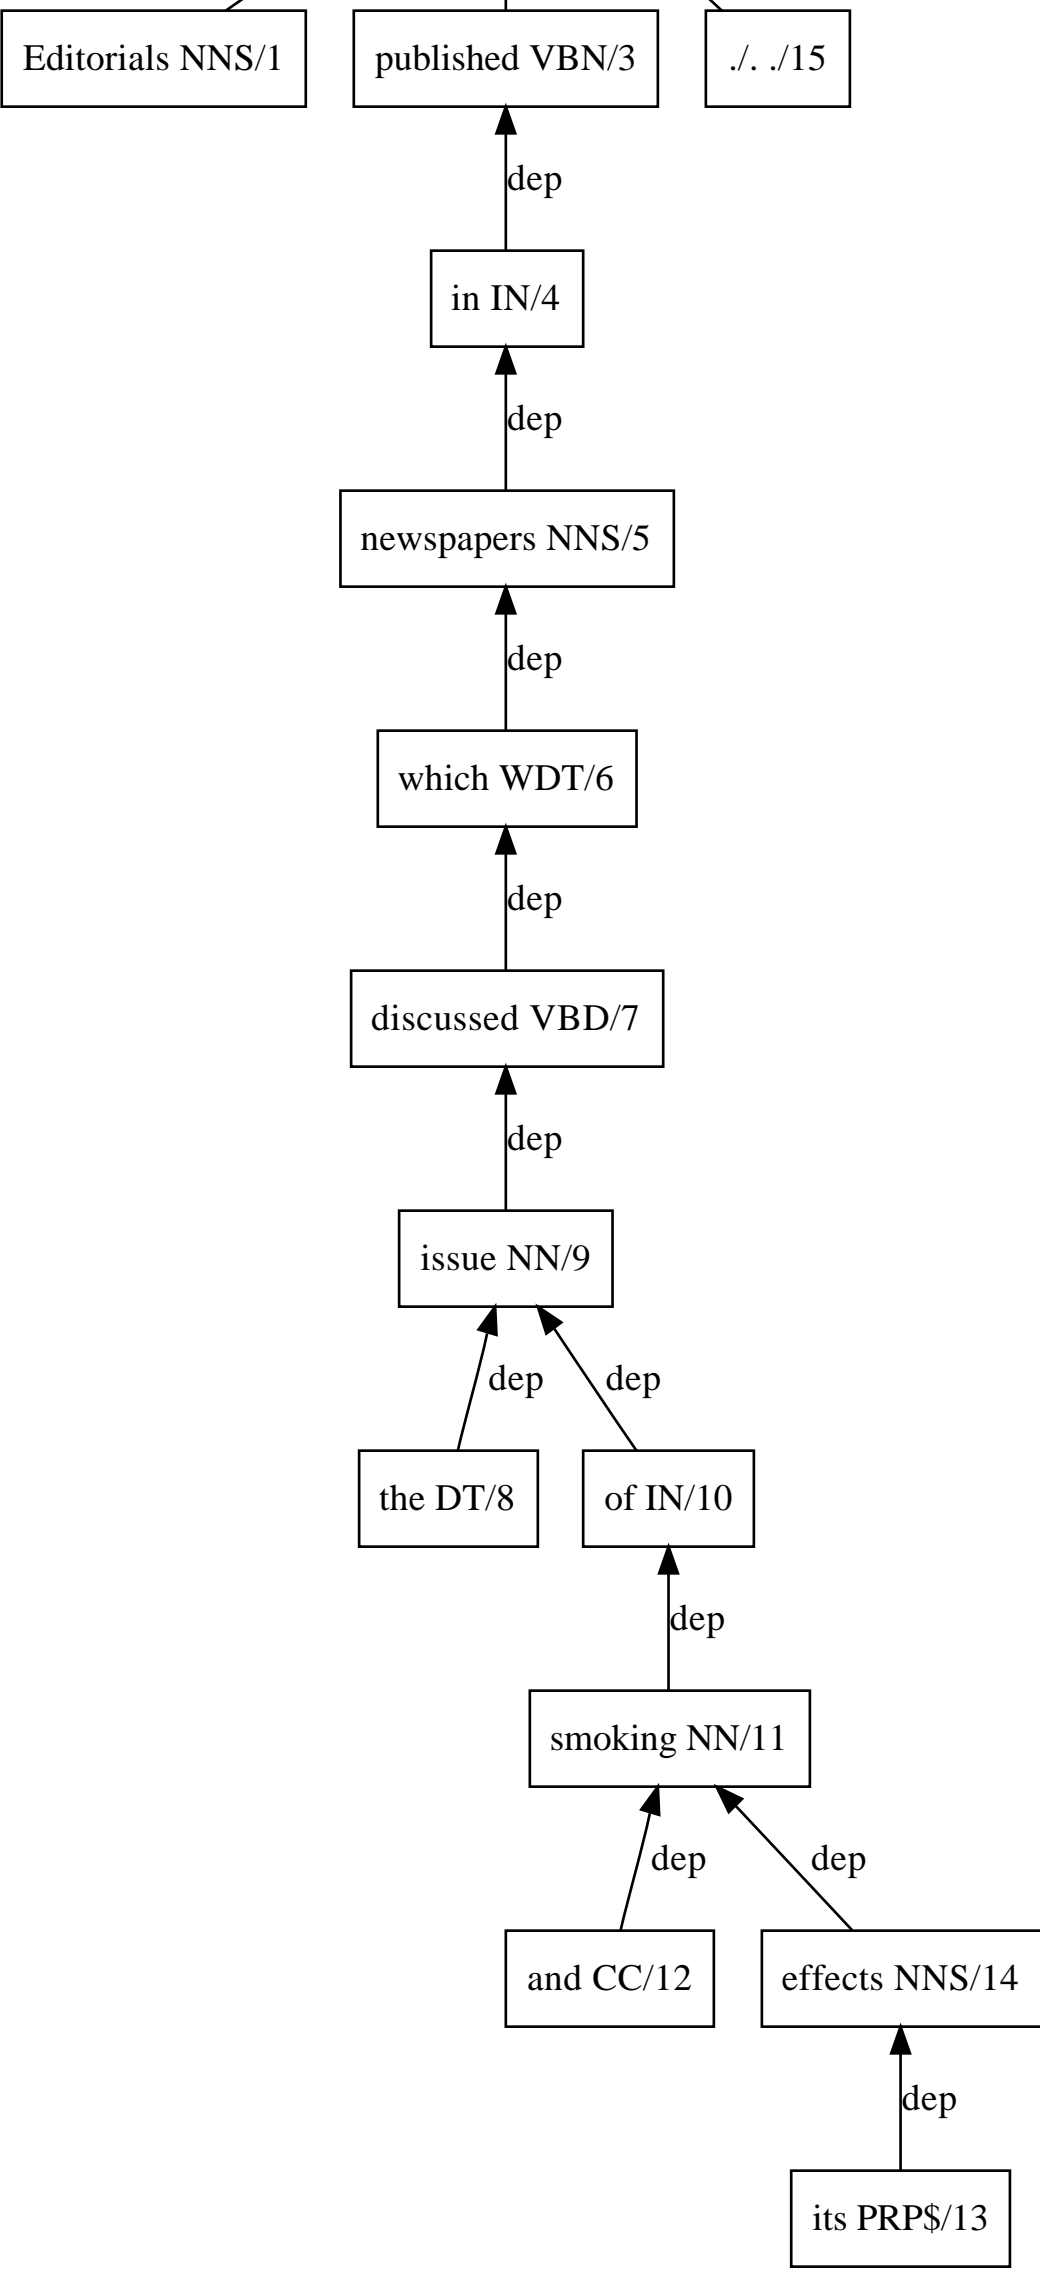 Editorials NNS/1 published VBN/3 ./. ./15
dep
in IN/4
dep
newspapers NNS/5
dep
which WDT/6
dep
discussed VBD/7
dep
issue NN/9
dep dep
the DT/8 of IN/10
dep
smoking NN/11
dep dep
and CC/12 effects NNS/14
dep
its PRP$/13